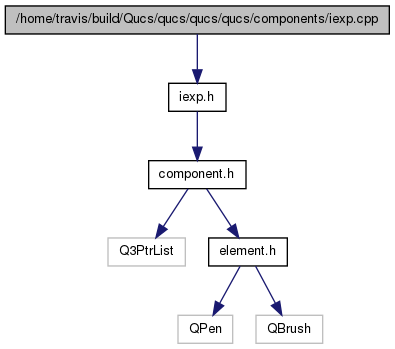 /home/travis/build/Qucs/qucs/qucs/qucs/components/iexp.cpp
iexp.h
component.h
Q3PtrList
element.h
QPen
QBrush